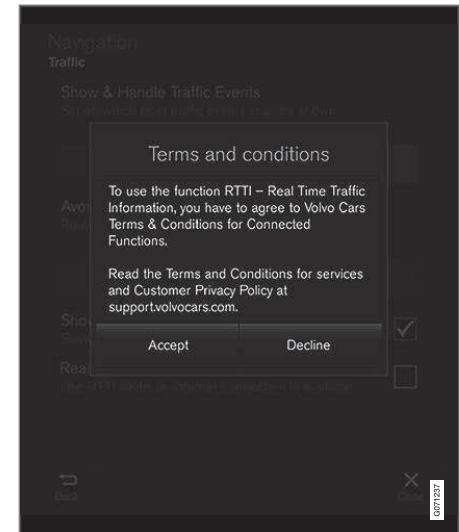 Navigation
Traffic
Show & Handle Traffic Events
Terms and conditions
To use the function RTTI – Real Time Traffic
Information, you have to agree to Volvo Cars
Terms & Conditions for Connected
Functions.
Read the Terms and Conditions for services
and Customer Privacy Policy at
support.volvocars.com.
Accept
Decline
Back
Close
G071237